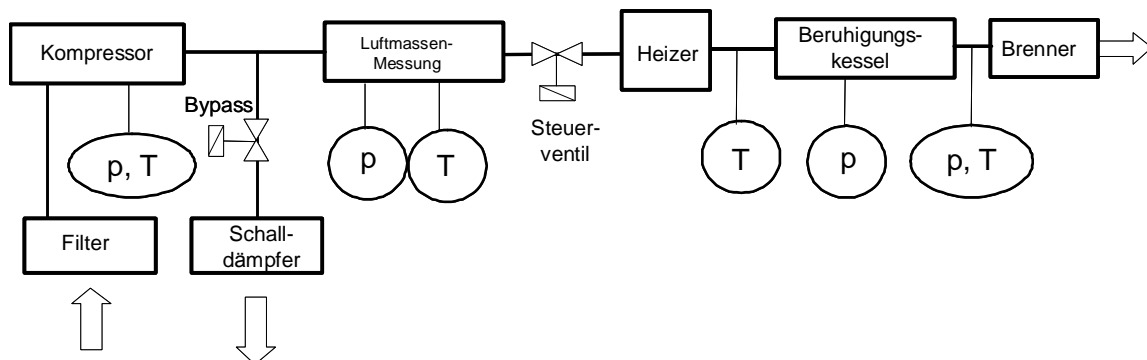 Kompressor
Luftmassen-
Messung
Heizer
Beruhigungs-
kessel
Brenner
Bypass
Steuer-
ventil
p, T
p
T
T
p
p, T
Filter
Schall-
dämpfer